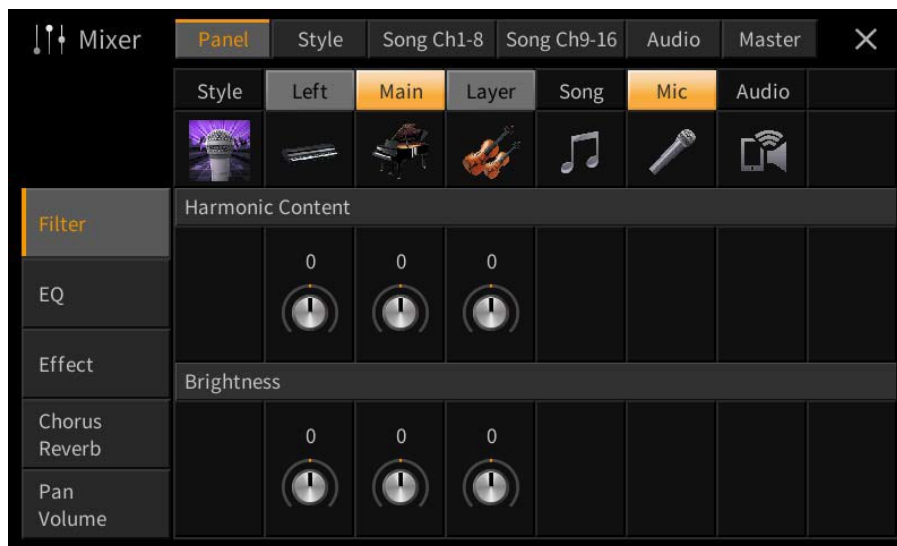 Mixer
Panel Style Song Ch1-8 Song Ch9-16 Audio Master
Style Left Main Layer Song Mic Audio
Filter
Harmonic Content
0 0 0
EQ
Effect
Brightness
Chorus
Reverb
0 0 0
Pan
Volume